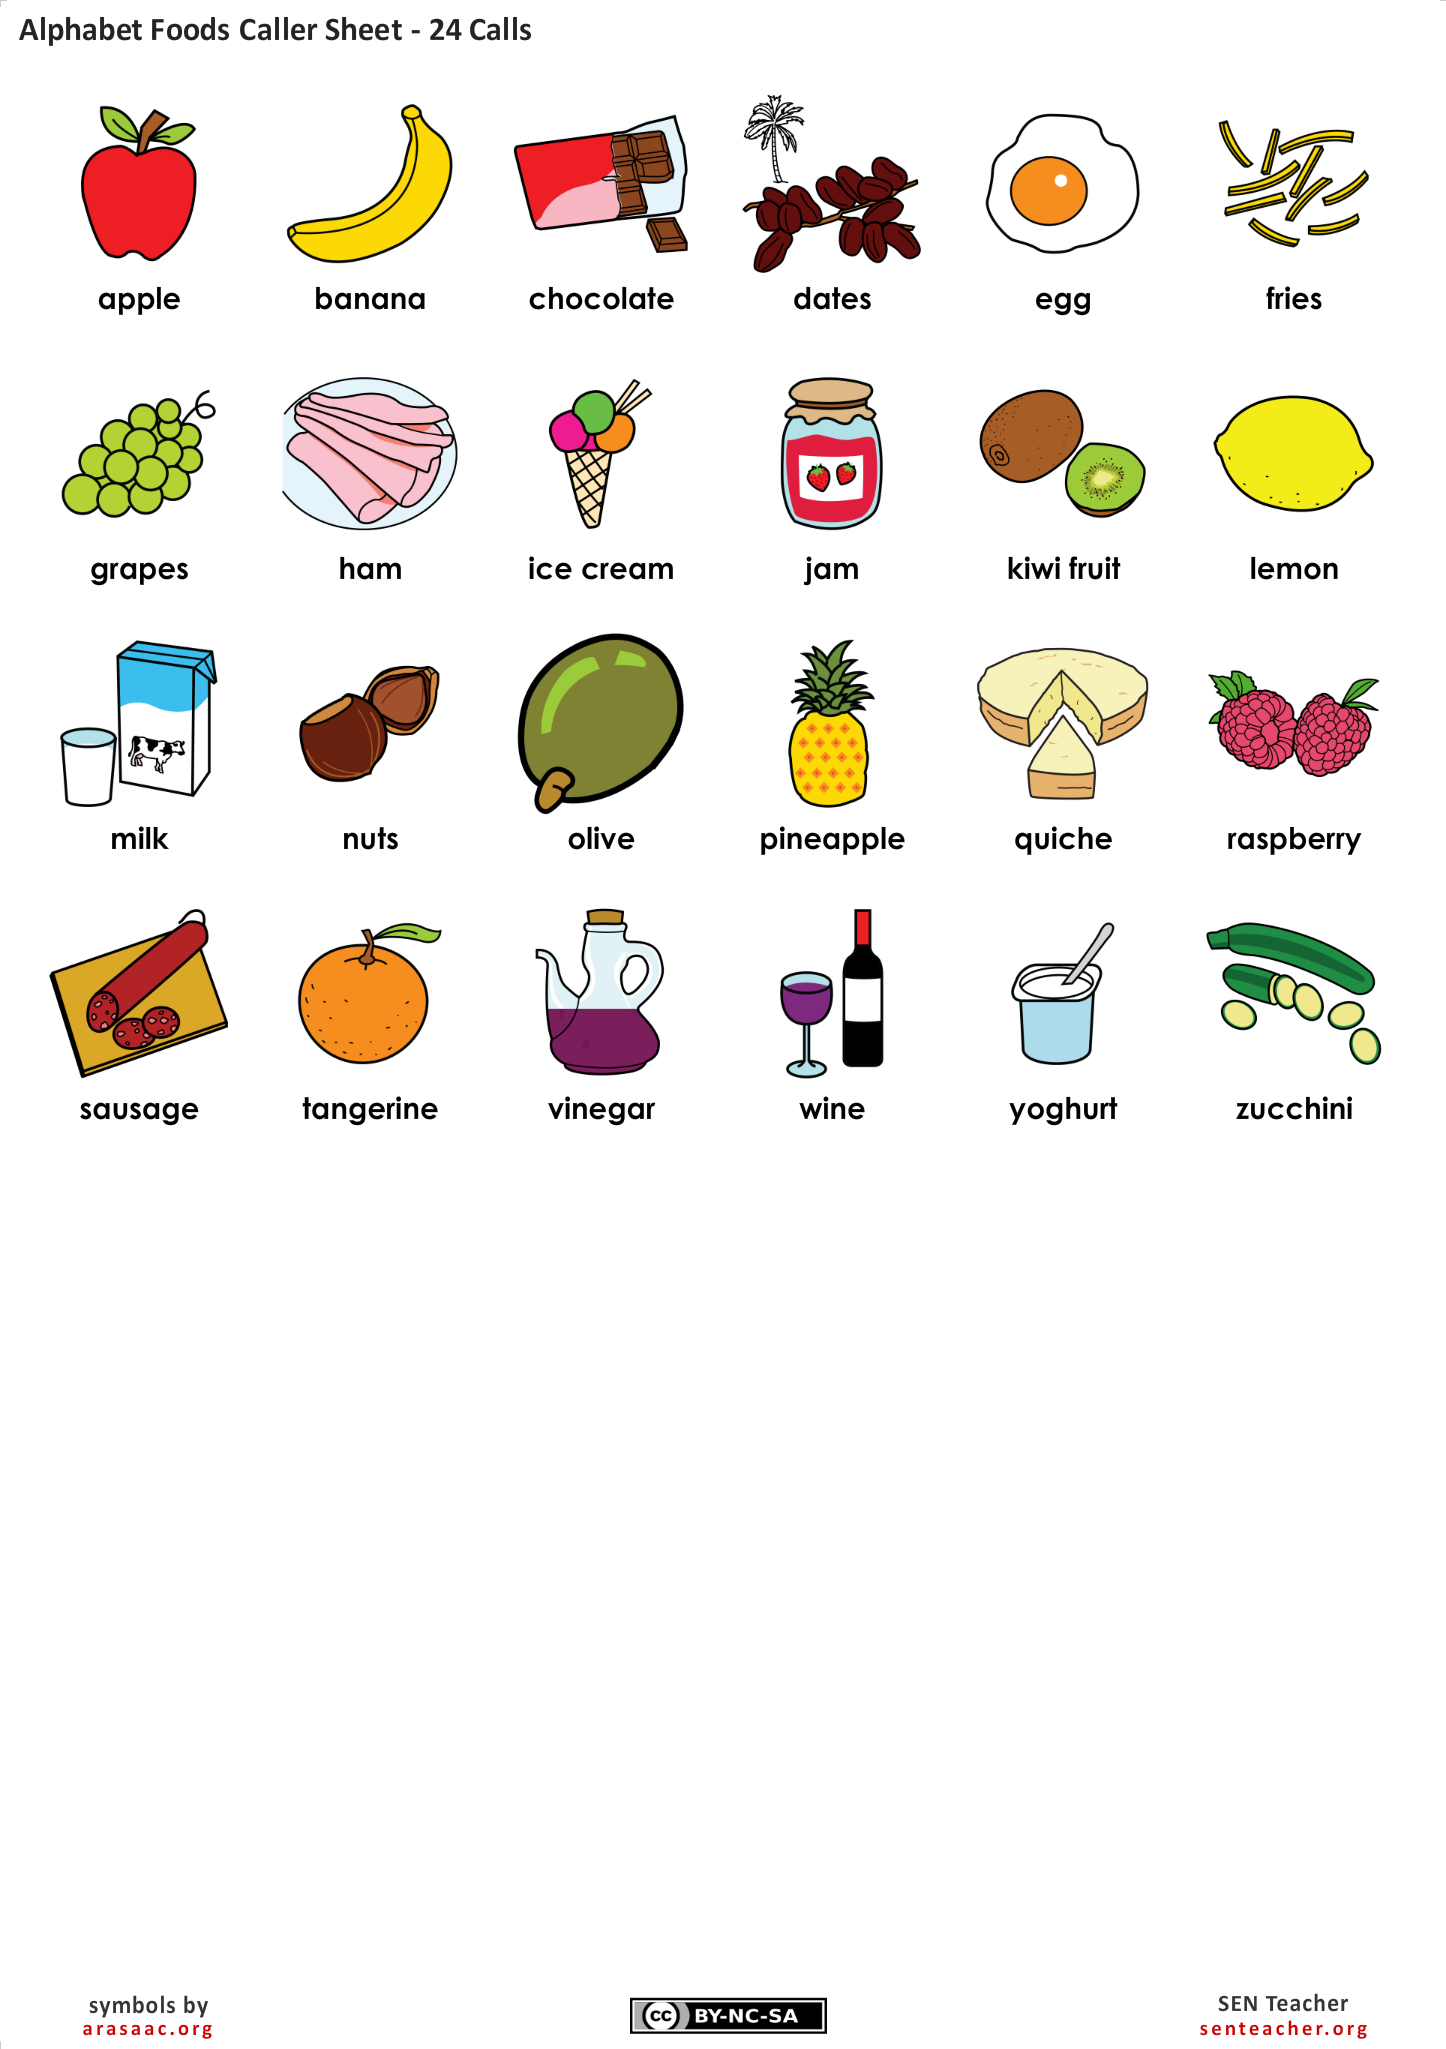 Alphabet Foods Caller Sheet - 24 Calls
apple banana chocolate dates egg fries
grapes ham ice cream jam kiwi fruit lemon
milk nuts olive pineapple quiche raspberry
sausage tangerine vinegar wine yoghurt zucchini
symbols by
arasaac.org
cc BY-NC-SA
SEN Teacher
senteacher.org